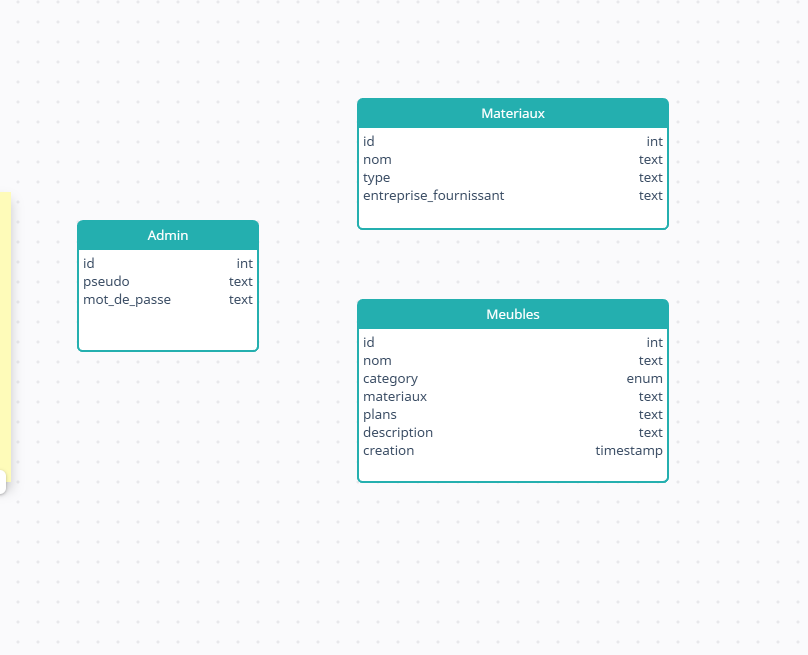 Materiaux
id int
nom text
type text
entreprise_fournissant text
Admin
id int
pseudo text
mot_de_passe text
Meubles
id int
nom text
category enum
materiaux text
plans text
description text
creation timestamp